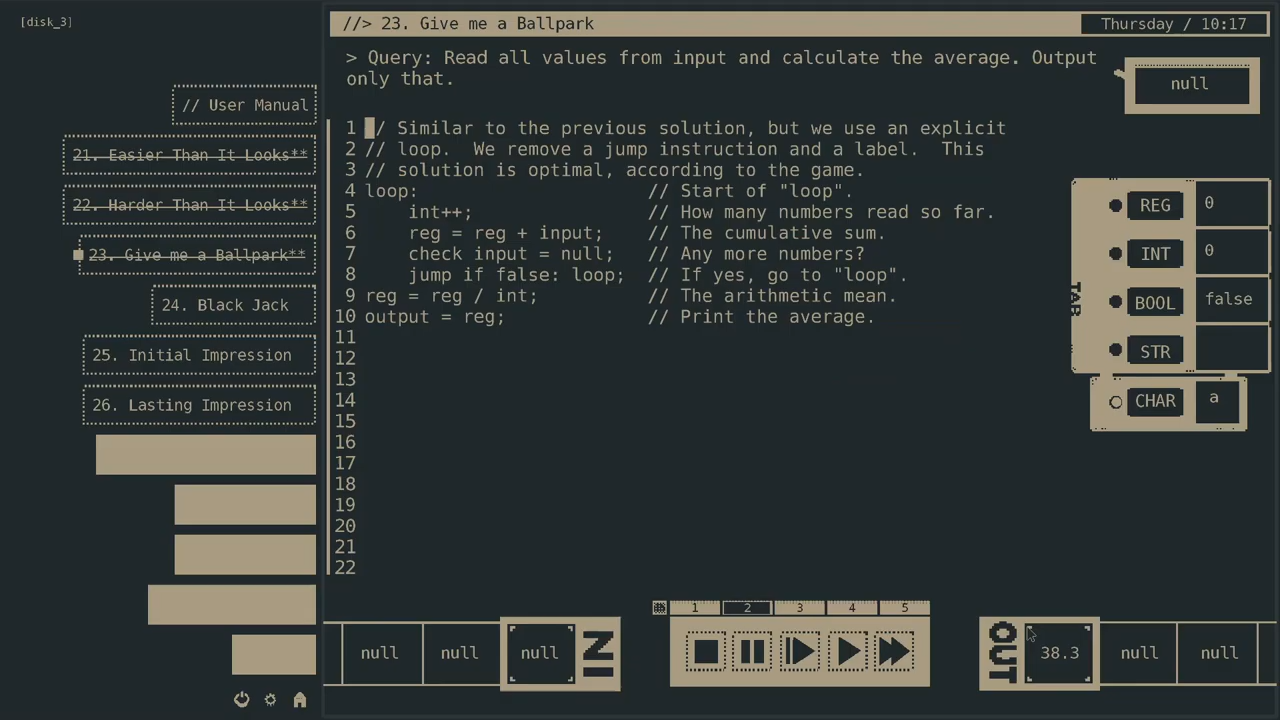 [disk_3]
// User Manual
21. Easier Than It Looks**
22. Harder Than It Looks**
23. Give me a Ballpark**
24. Black Jack
25. Initial Impression
26. Lasting Impression
//> 23. Give me a Ballpark
Thursday / 10:17
> Query: Read all values from input and calculate the average. Output
only that.
null
1 // Similar to the previous solution, but we use an explicit
2 // loop.  We remove a jump instruction and a label.  This
3 // solution is optimal, according to the game.
4 loop: // Start of "loop".
5 int++; // How many numbers read so far.
6 reg = reg + input; // The cumulative sum.
7 check input = null; // Any more numbers?
8 jump if false: loop; // If yes, go to "loop".
9 reg = reg / int; // The arithmetic mean.
10 output = reg; // Print the average.
11
12
13
14
15
16
17
18
19
20
21
22
TAB
REG 0
INT 0
BOOL false
STR
CHAR a
1 2 3 4 5
null null null IN
OUT 38.3 null null